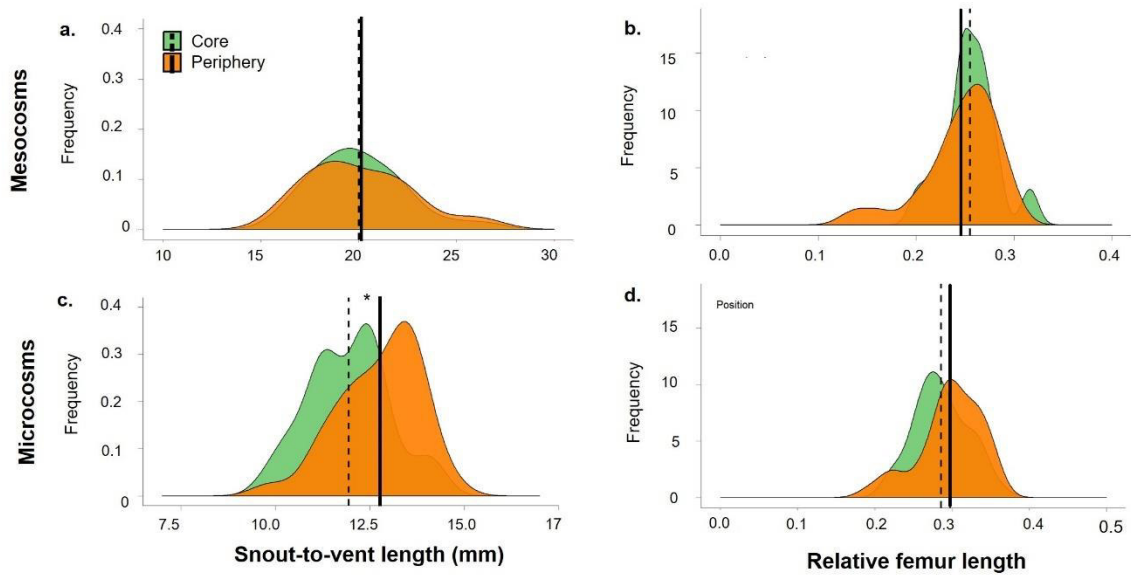 a.
Core
Periphery
0.4
0.3
0.2
0.1
0
Frequency
10
15
20
25
30
b.
15
10
5
0
Frequency
0.0
0.1
0.2
0.3
0.4
Mesocosms
c.
*
0.4
0.3
0.2
0.1
0
Frequency
7.5
10.0
12.5
15.0
17
Snout-to-vent length (mm)
d.
Position
15
10
5
0
Frequency
0.0
0.1
0.2
0.3
0.4
0.5
Relative femur length
Microcosms